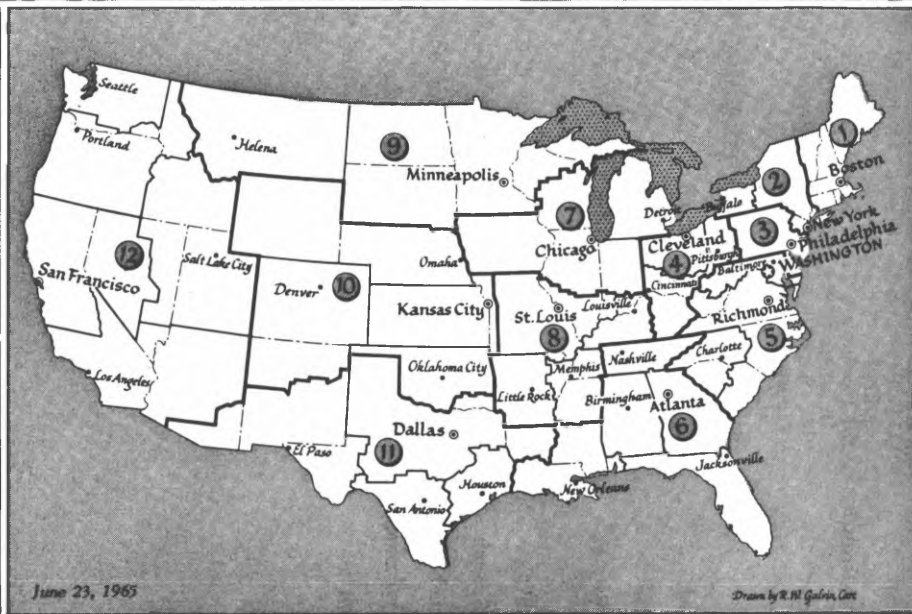 Seattle
Portland
Helena
9
Minneapolis
1
Boston
2
Buffalo
New York
3
Philadelphia
WASHINGTON
Detroit
7
Chicago
Cleveland
4
Pittsburgh
Baltimore
Cincinnati
12
San Francisco
Salt Lake City
Omaha
Denver
10
Kansas City
St. Louis
8
Louisville
Richmond
5
Los Angeles
Oklahoma City
Little Rock
Memphis
Nashville
Charlotte
Birmingham
Atlanta
6
Dallas
11
El Paso
Houston
San Antonio
New Orleans
Jacksonville
June 23, 1965
Drawn by R.W. Galvin, Cart